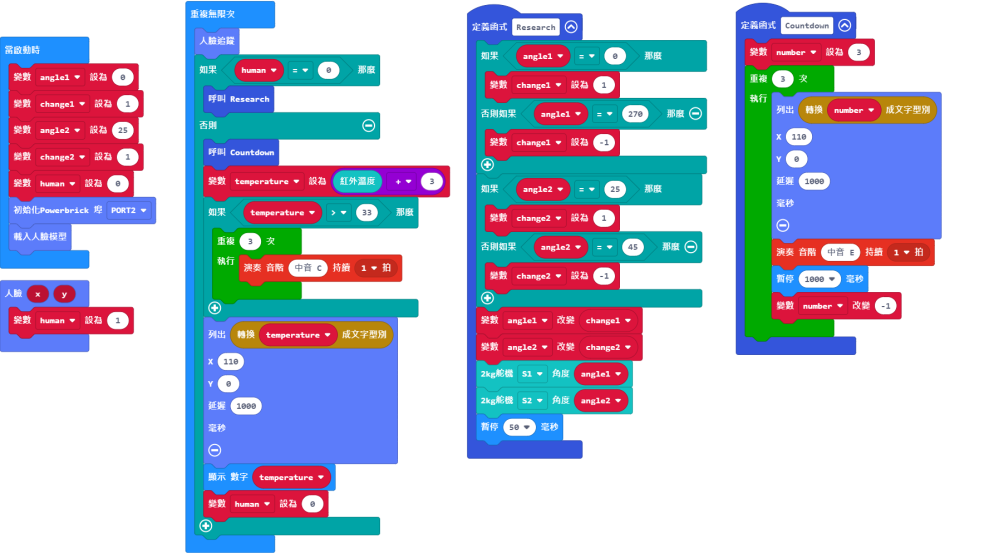 當啟動時
變數 angle1 設為 0
變數 change1 設為 1
變數 angle2 設為 25
變數 change2 設為 1
變數 human 設為 0
初始化Powerbrick 埠 PORT2
載入人臉模型
人臉 x y
變數 human 設為 1
重複無限次
人臉追蹤
如果 human = 0 那麼
呼叫 Research
否則
呼叫 Countdown
變數 temperature 設為 紅外溫度 + 3
如果 temperature > 33 那麼
重複 3 次
執行 演奏 音階 中音 C 持續 1 拍
列出 轉換 temperature 成文字型別
X 110
Y 0
延遲 1000
毫秒
顯示 數字 temperature
變數 human 設為 0
定義函式 Research
如果 angle1 = 0 那麼
變數 change1 設為 1
否則如果 angle1 = 270 那麼
變數 change1 設為 -1
如果 angle2 = 25 那麼
變數 change2 設為 1
否則如果 angle2 = 45 那麼
變數 change2 設為 -1
變數 angle1 改變 change1
變數 angle2 改變 change2
2kg舵機 S1 角度 angle1
2kg舵機 S2 角度 angle2
暫停 50 毫秒
定義函式 Countdown
變數 number 設為 3
重複 3 次
執行 列出 轉換 number 成文字型別
X 110
Y 0
延遲 1000
毫秒
演奏 音階 中音 E 持續 1 拍
暫停 1000 毫秒
變數 number 改變 -1